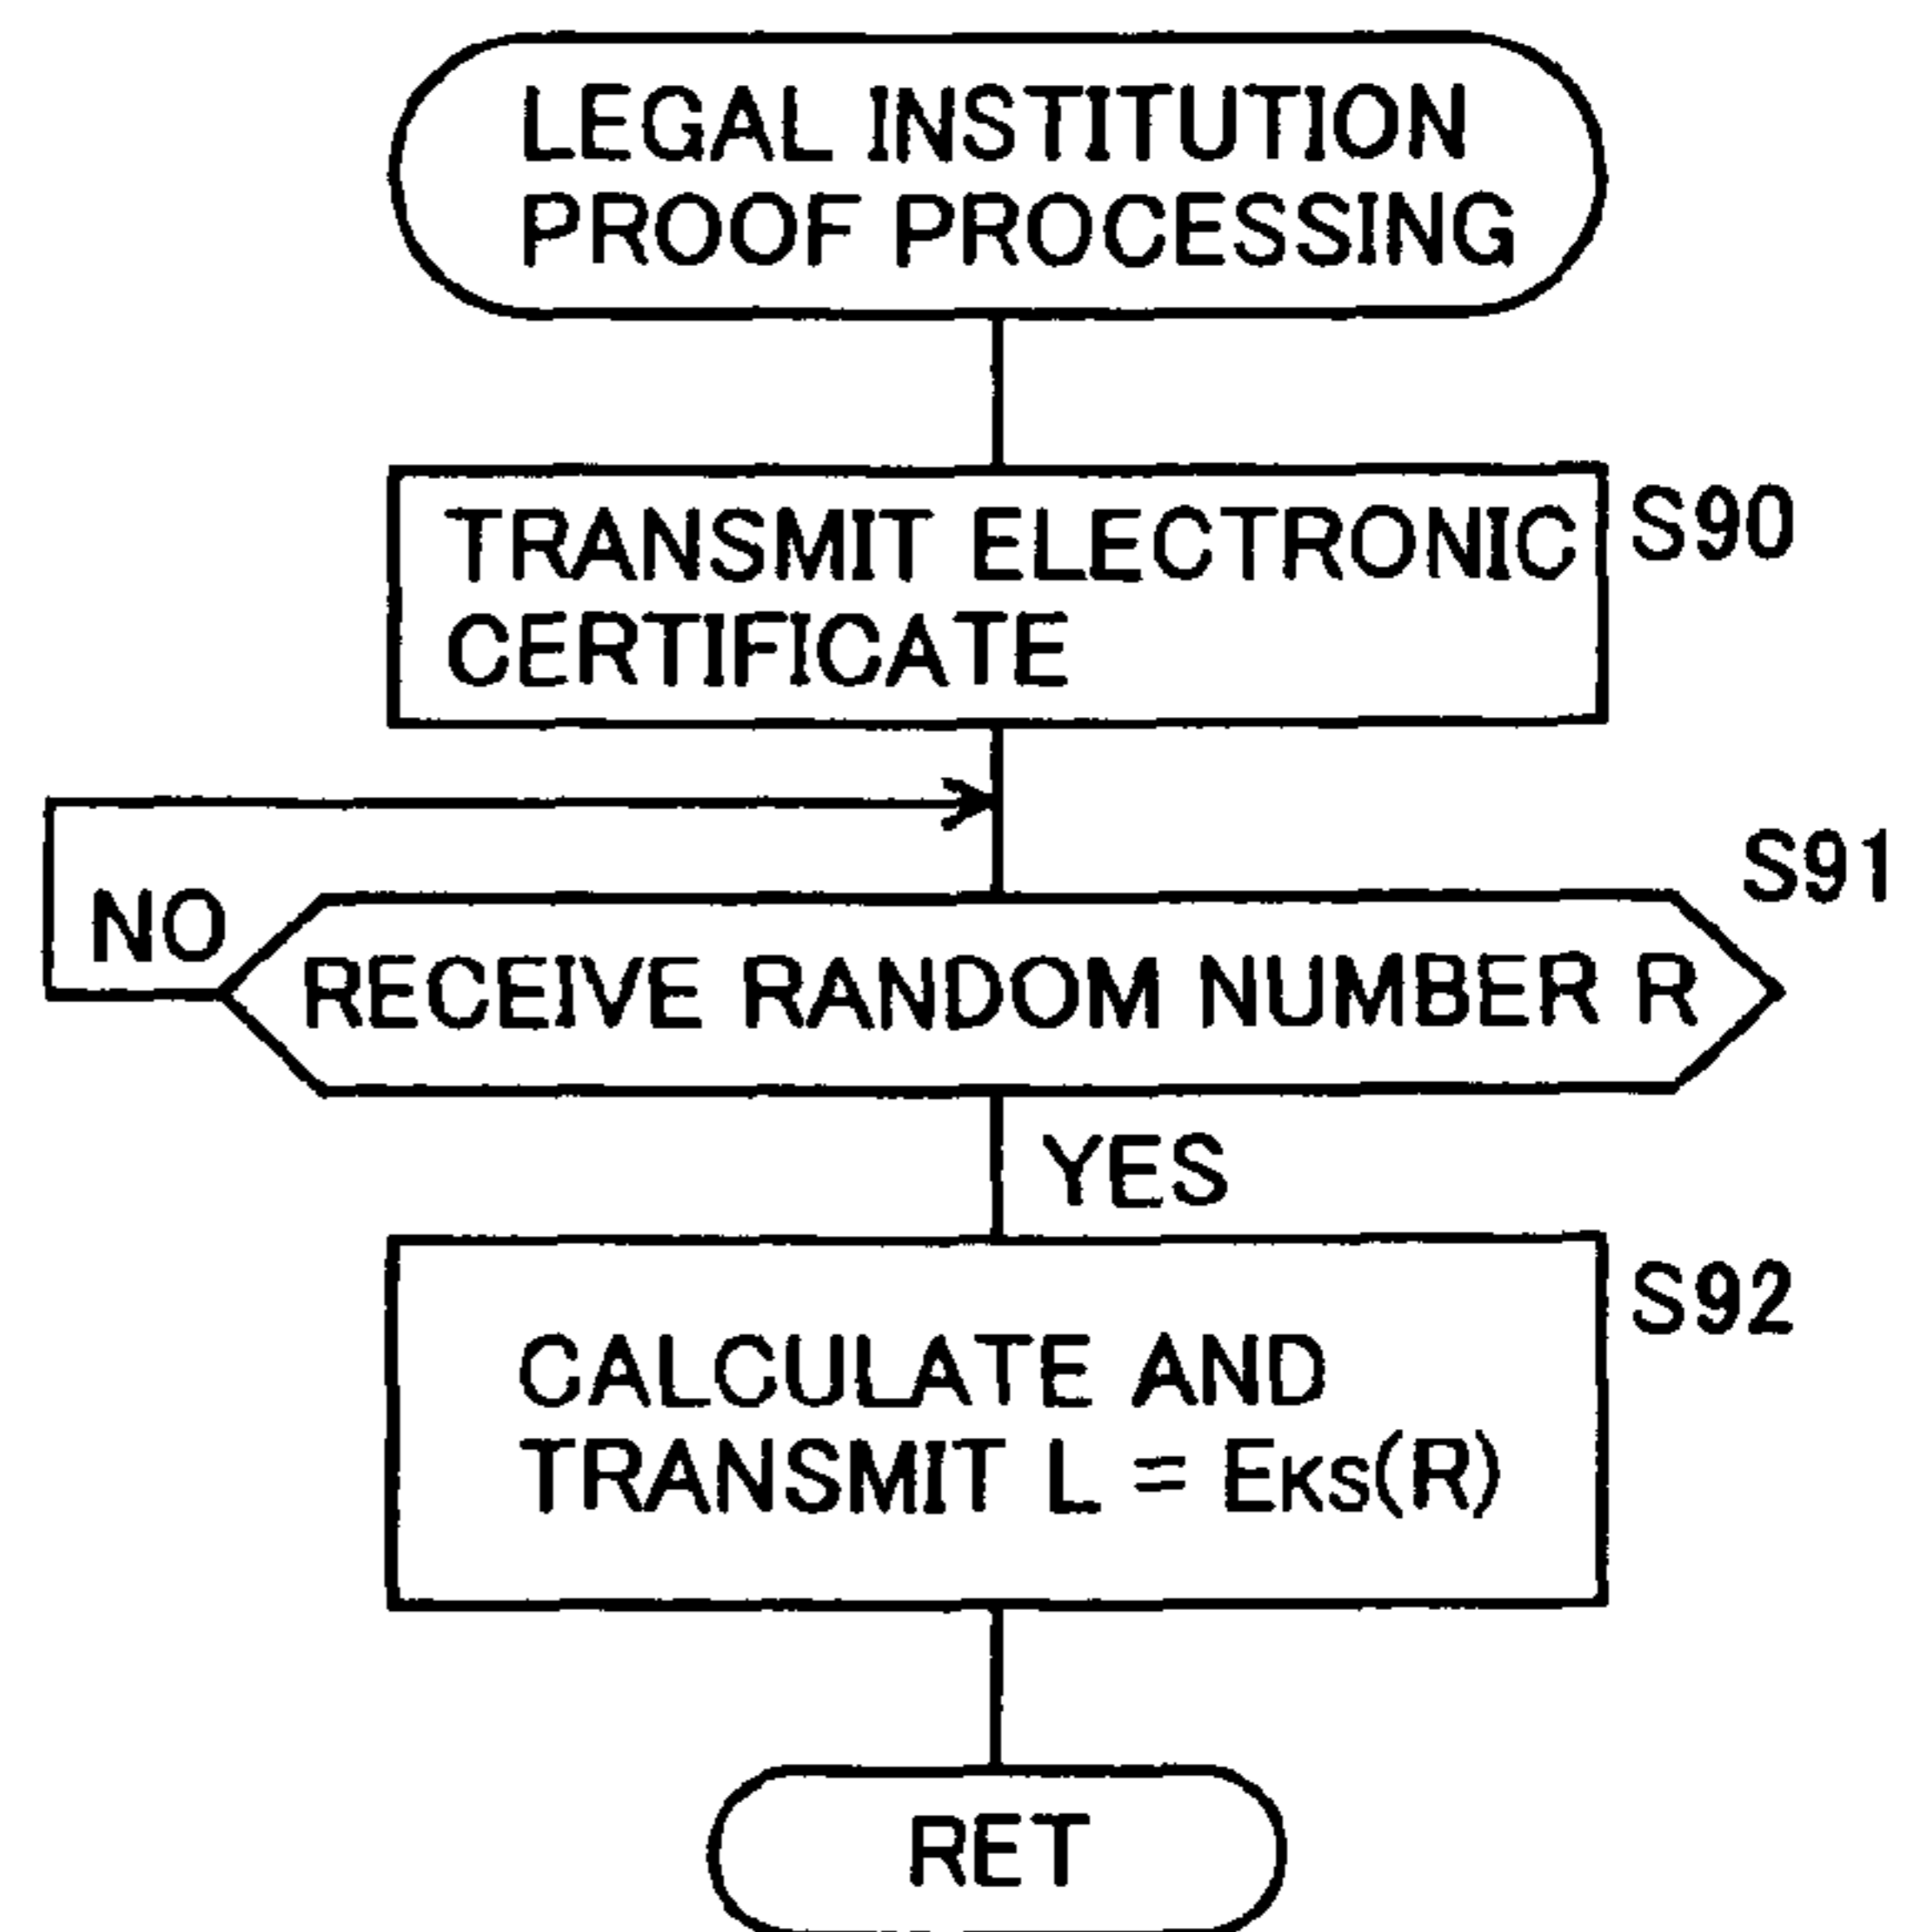 LEGAL INSTITUTION
PROOF PROCESSING
TRANSMIT ELECTRONIC
CERTIFICATE
S90
S91
NO
RECEIVE RANDOM NUMBER R
YES
S92
CALCULATE AND
TRANSMIT L = EKS(R)
RET